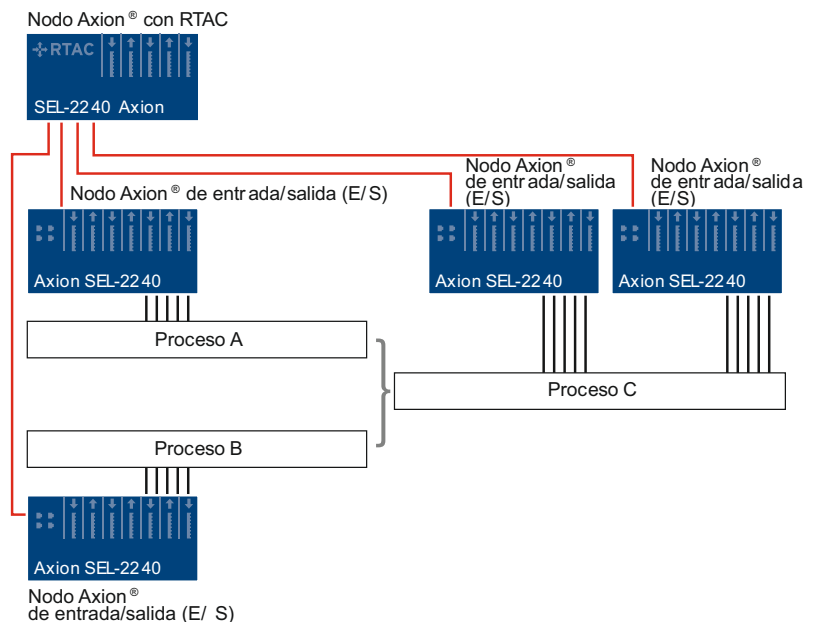 Nodo Axion® con RTAC
RTAC
SEL-2240 Axion
Nodo Axion® de entrada/salida (E/S)
Nodo Axion®
de entrada/salida
(E/S)
Nodo Axion®
de entrada/salida
(E/S)
Axion SEL-2240
Axion SEL-2240
Axion SEL-2240
Proceso A
Proceso C
Proceso B
Axion SEL-2240
Nodo Axion®
de entrada/salida (E/ S)